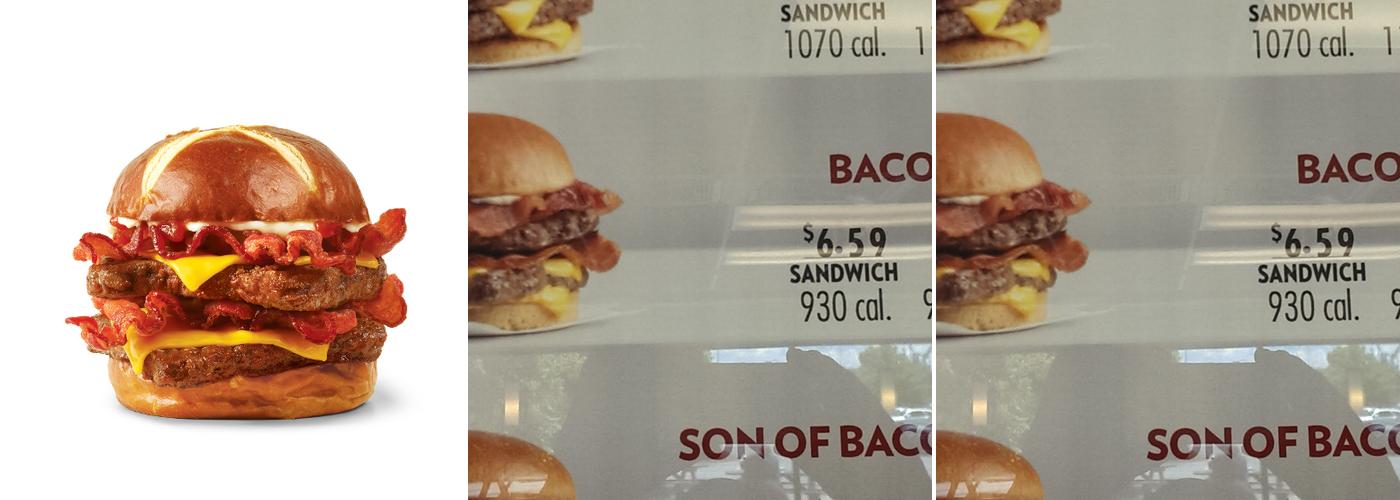 SANDWICH
1070 cal.
BACO
$6.59
SANDWICH
930 cal.
SON OF BACO
SANDWICH
1070 cal.
BACO
$6.59
SANDWICH
930 cal.
SON OF BACO